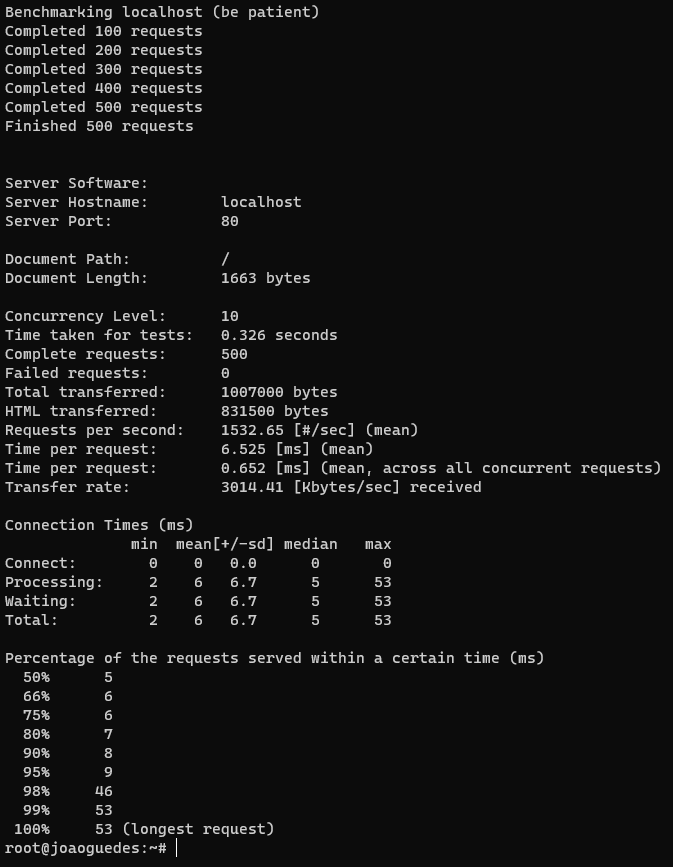 Benchmarking localhost (be patient)
Completed 100 requests
Completed 200 requests
Completed 300 requests
Completed 400 requests
Completed 500 requests
Finished 500 requests
Server Software:
Server Hostname:        localhost
Server Port:            80
Document Path:          /
Document Length:        1663 bytes
Concurrency Level:      10
Time taken for tests:   0.326 seconds
Complete requests:      500
Failed requests:        0
Total transferred:      1007000 bytes
HTML transferred:       831500 bytes
Requests per second:    1532.65 [#/sec] (mean)
Time per request:       6.525 [ms] (mean)
Time per request:       0.652 [ms] (mean, across all concurrent requests)
Transfer rate:          3014.41 [Kbytes/sec] received
Connection Times (ms)
              min  mean[+/-sd] median   max
Connect:        0    0   0.0      0       0
Processing:     2    6   6.7      5      53
Waiting:        2    6   6.7      5      53
Total:          2    6   6.7      5      53
Percentage of the requests served within a certain time (ms)
  50%      5
  66%      6
  75%      6
  80%      7
  90%      8
  95%      9
  98%     46
  99%     53
 100%     53 (longest request)
root@joaoguedes:~#